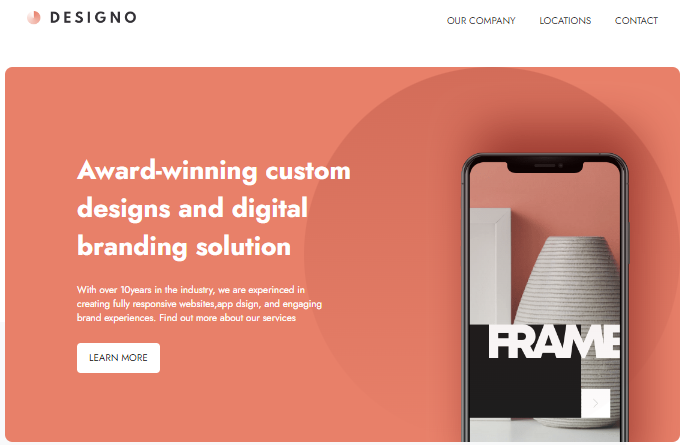 DESIGNO
OUR COMPANY LOCATIONS CONTACT
Award-winning custom
designs and digital
branding solution
With over 10years in the industry, we are experinced in
creating fully responsive websites,app dsign, and engaging
brand experiences. Find out more about our services
LEARN MORE
FRAME